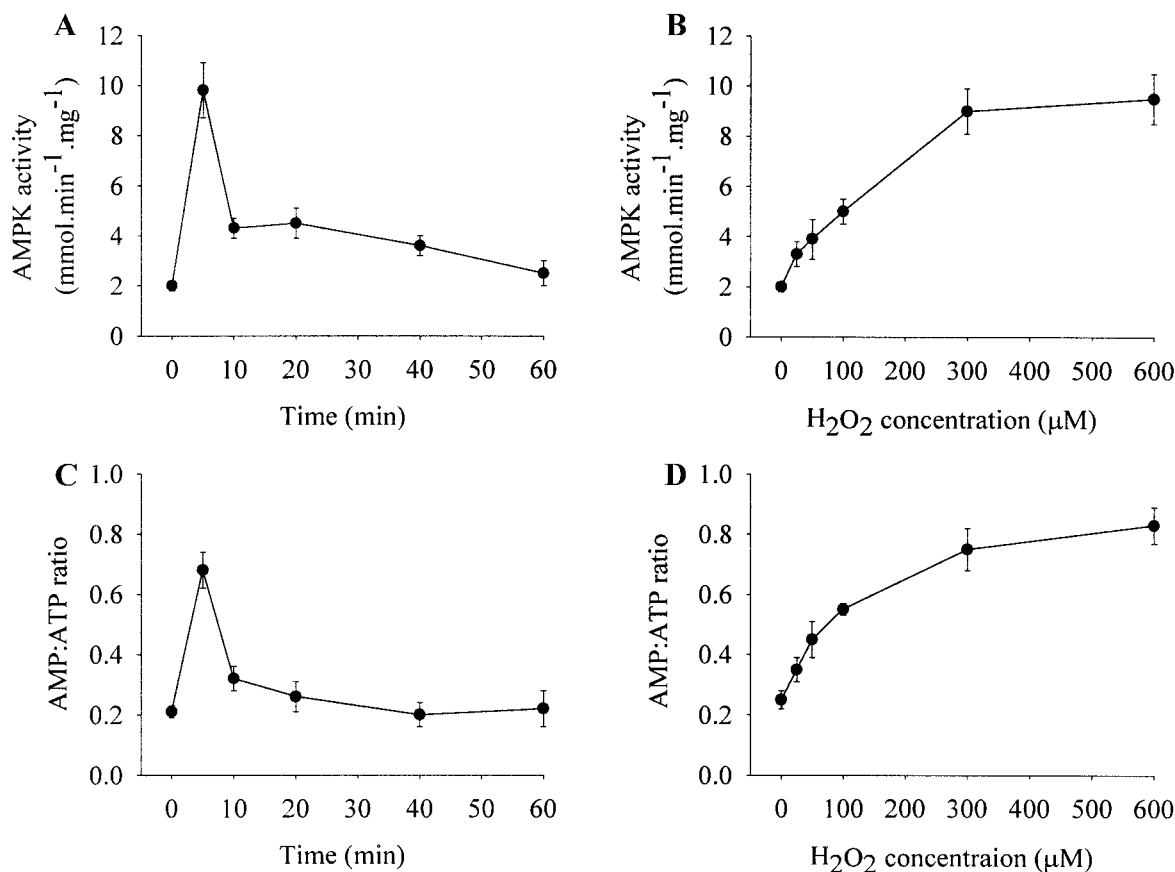 A
AMPK activity
(mmol.min⁻¹.mg⁻¹)
12
10
8
6
4
2
0
0 10 20 30 40 50 60
Time (min)
B
AMPK activity
(mmol.min⁻¹.mg⁻¹)
12
10
8
6
4
2
0
0 100 200 300 400 500 600
H₂O₂ concentration (μM)
C
AMP:ATP ratio
1.0
0.8
0.6
0.4
0.2
0.0
0 10 20 30 40 50 60
Time (min)
D
AMP:ATP ratio
1.0
0.8
0.6
0.4
0.2
0.0
0 100 200 300 400 500 600
H₂O₂ concentraion (μM)